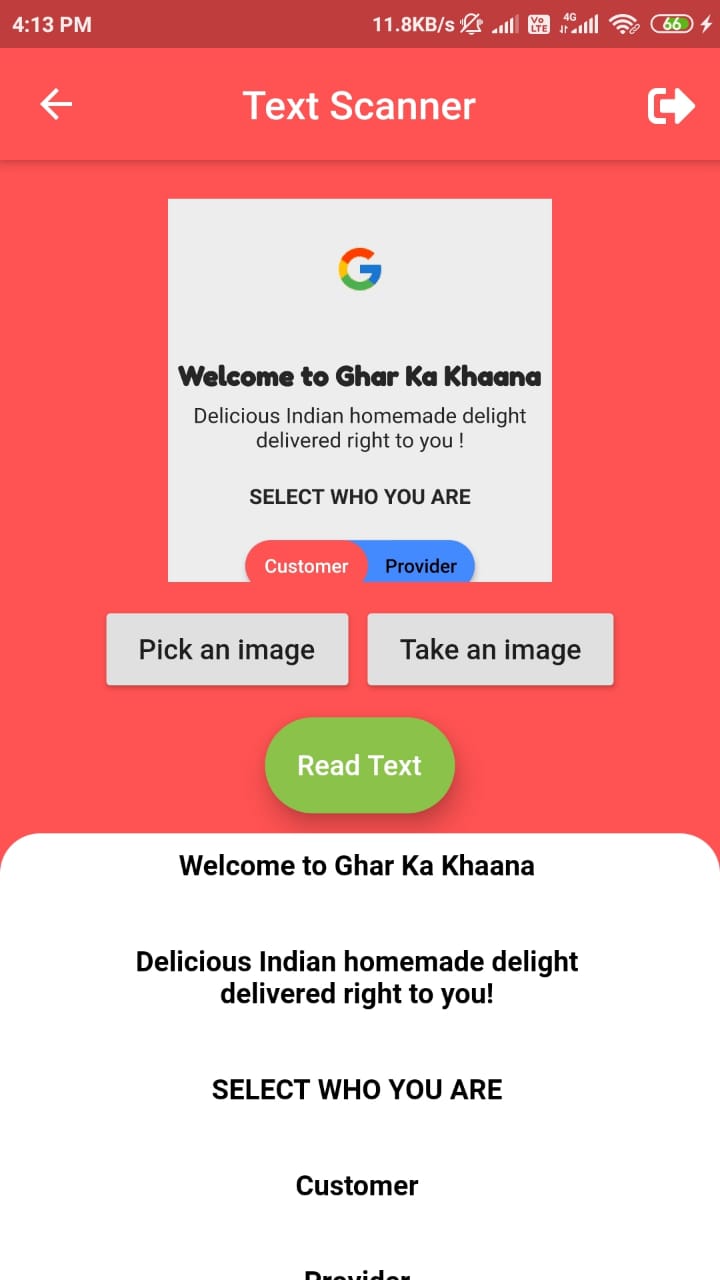 4:13 PM 11.8KB/s Vo LTE 4G 66
Text Scanner
G
Welcome to Ghar Ka Khaana
Delicious Indian homemade delight
delivered right to you !
SELECT WHO YOU ARE
Customer Provider
Pick an image Take an image
Read Text
Welcome to Ghar Ka Khaana
Delicious Indian homemade delight
delivered right to you!
SELECT WHO YOU ARE
Customer
Provider